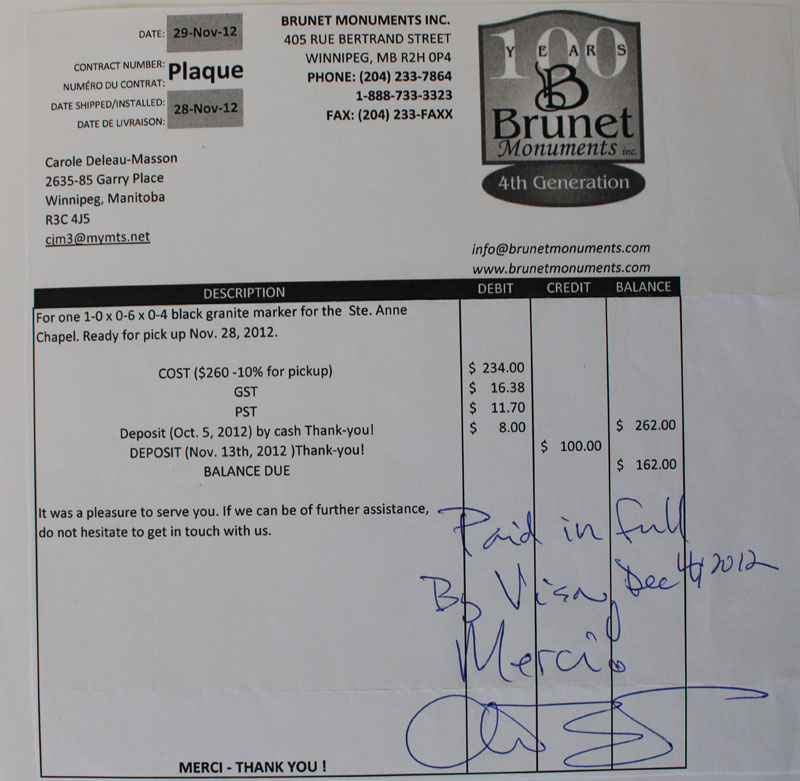 DATE: 29-Nov-12
CONTRACT NUMBER: Plaque
NUMÉRO DU CONTRAT:
DATE SHIPPED/INSTALLED: 28-Nov-12
DATE DE LIVRAISON:
BRUNET MONUMENTS INC.
405 RUE BERTRAND STREET
WINNIPEG, MB R2H 0P4
PHONE: (204) 233-7864
1-888-733-3323
FAX: (204) 233-FAXX
100
YEARS
B
Brunet
Monuments inc.
4th Generation
Carole Deleau-Masson
2635-85 Garry Place
Winnipeg, Manitoba
R3C 4J5
cjm3@mymts.net
info@brunetmonuments.com
www.brunetmonuments.com
DESCRIPTION DEBIT CREDIT BALANCE
For one 1-0 x 0-6 x 0-4 black granite marker for the Ste. Anne
Chapel. Ready for pick up Nov. 28, 2012.
COST ($260 -10% for pickup) $ 234.00
GST $ 16.38
PST $ 11.70
Deposit (Oct. 5, 2012) by cash Thank-you! $ 8.00 $ 262.00
DEPOSIT (Nov. 13th, 2012 )Thank-you! $ 100.00
BALANCE DUE $ 162.00
It was a pleasure to serve you. If we can be of further assistance,
do not hesitate to get in touch with us.
Paid in full
By Visa, Dec 4/2012
Merci
MERCI - THANK YOU !